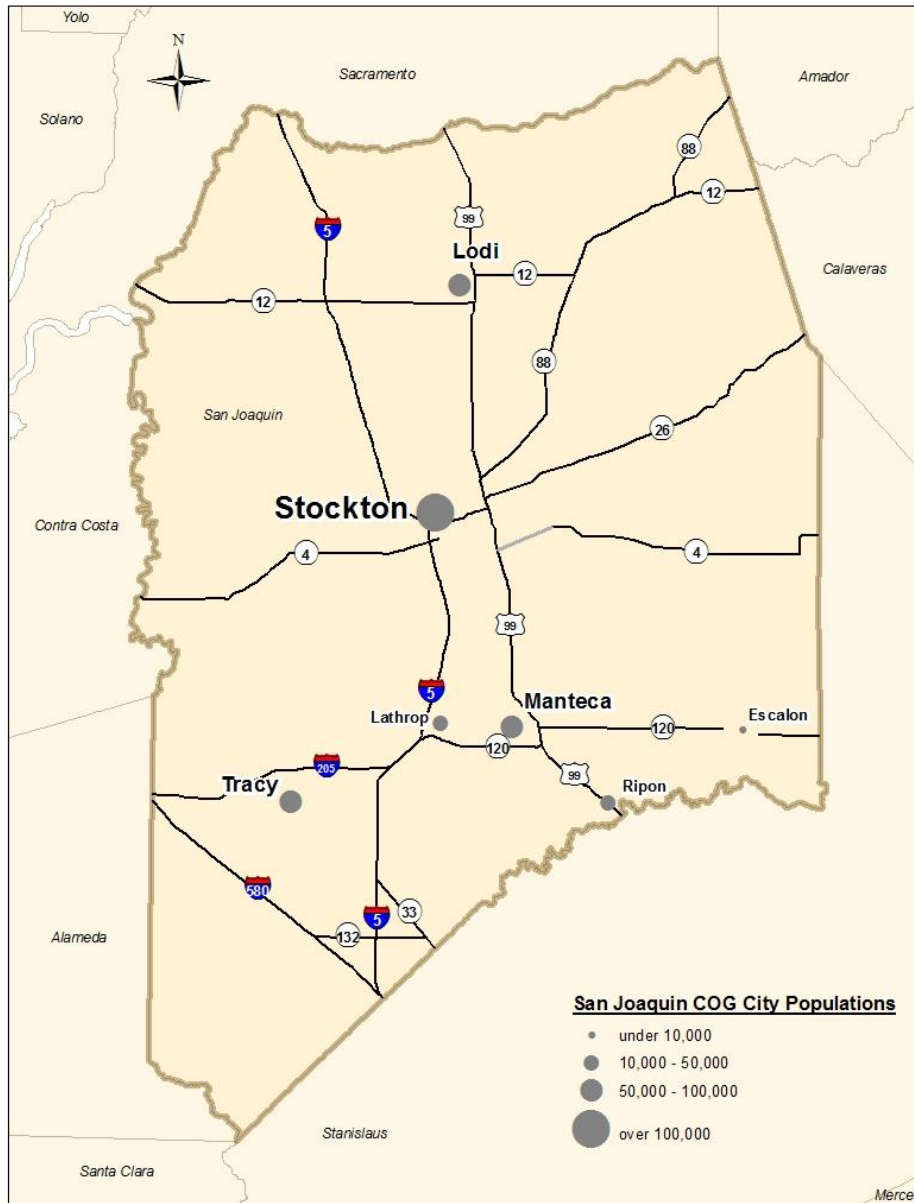 Yolo
N
Sacramento
Amador
Solano
88
12
99
5
Lodi
Calaveras
12
12
88
San Joaquin
26
Stockton
Contra Costa
4
4
99
5
Manteca
Lathrop
Escalon
120
120
205
99
Tracy
Ripon
580
33
5
132
Alameda
San Joaquin COG City Populations
under 10,000
10,000 - 50,000
50,000 - 100,000
over 100,000
Stanislaus
Santa Clara
Merce